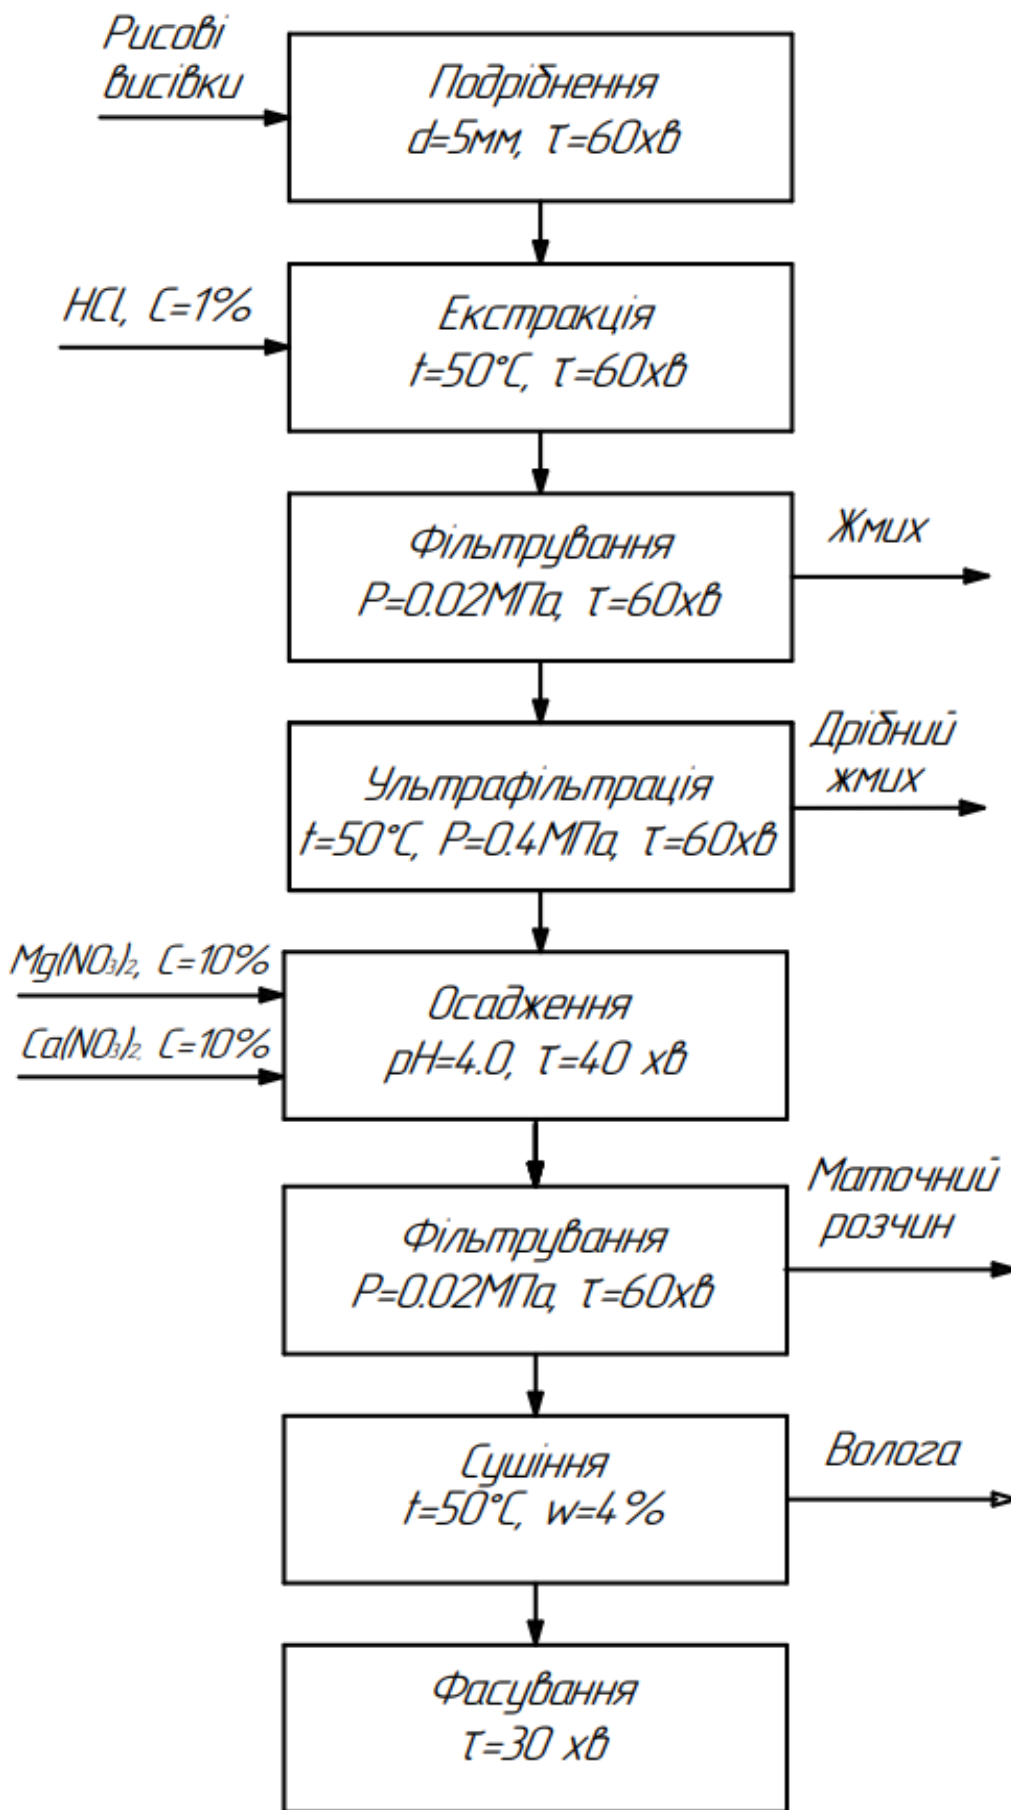 Рисові
висівки
Подрібнення
d=5мм, τ=60хв
HCl, C=1%
Екстракція
t=50°C, τ=60хв
Фільтрування
P=0.02МПа, τ=60хв
Жмих
Ультрафільтрація
t=50°C, P=0.4МПа, τ=60хв
Дрібний
жмих
Mg(NO₃)₂, C=10%
Ca(NO₃)₂, C=10%
Осадження
pH=4.0, τ=40 хв
Фільтрування
P=0.02МПа, τ=60хв
Маточний
розчин
Сушіння
t=50°C, w=4%
Волога
Фасування
τ=30 хв